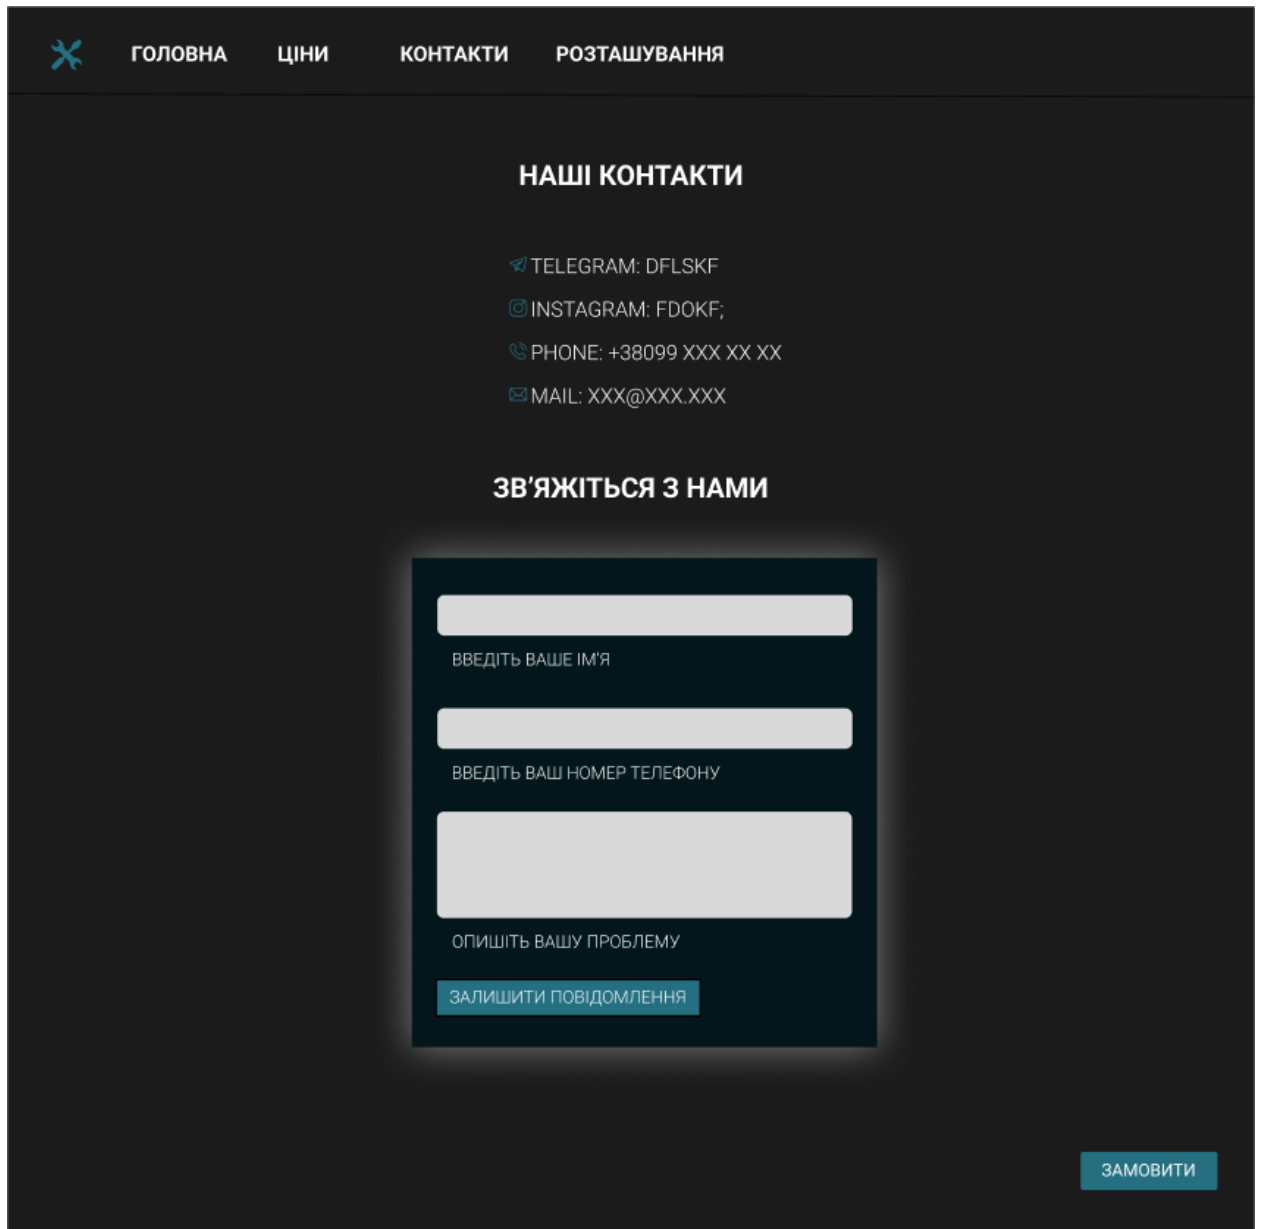 ГОЛОВНА ЦІНИ КОНТАКТИ РОЗТАШУВАННЯ
НАШІ КОНТАКТИ
TELEGRAM: DFLSKF
INSTAGRAM: FDOKF;
PHONE: +38099 XXX XX XX
MAIL: XXX@XXX.XXX
ЗВ’ЯЖІТЬСЯ З НАМИ
ВВЕДІТЬ ВАШЕ ІМ'Я
ВВЕДІТЬ ВАШ НОМЕР ТЕЛЕФОНУ
ОПИШІТЬ ВАШУ ПРОБЛЕМУ
ЗАЛИШИТИ ПОВІДОМЛЕННЯ
ЗАМОВИТИ